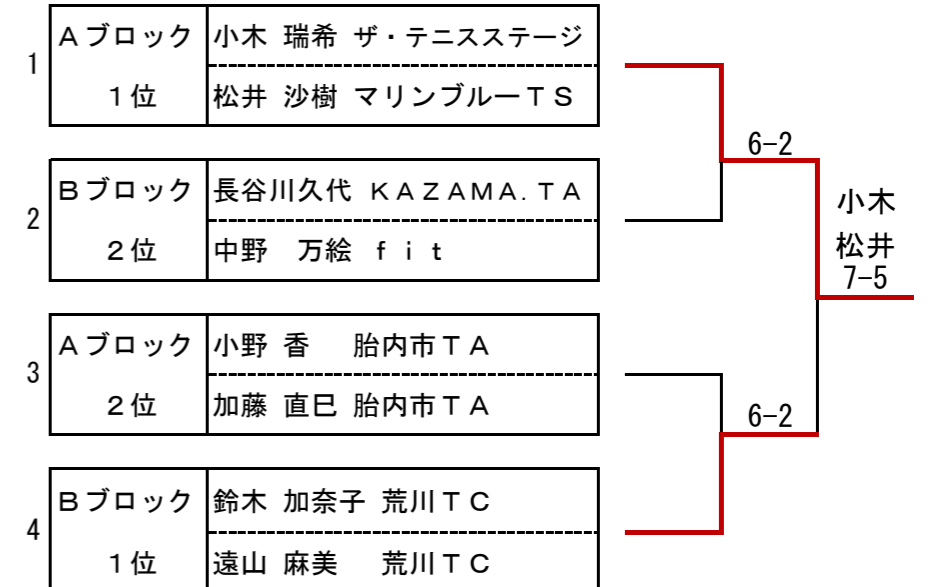 1 Aブロック 1位 小木 瑞希 ザ・テニスステージ
松井 沙樹 マリンブルーTS
6-2
2 Bブロック 2位 長谷川久代 KAZAMA.TA
中野 万絵 fit
小木
松井
7-5
3 Aブロック 2位 小野 香 胎内市TA
加藤 直巳 胎内市TA
6-2
4 Bブロック 1位 鈴木 加奈子 荒川TC
遠山 麻美 荒川TC